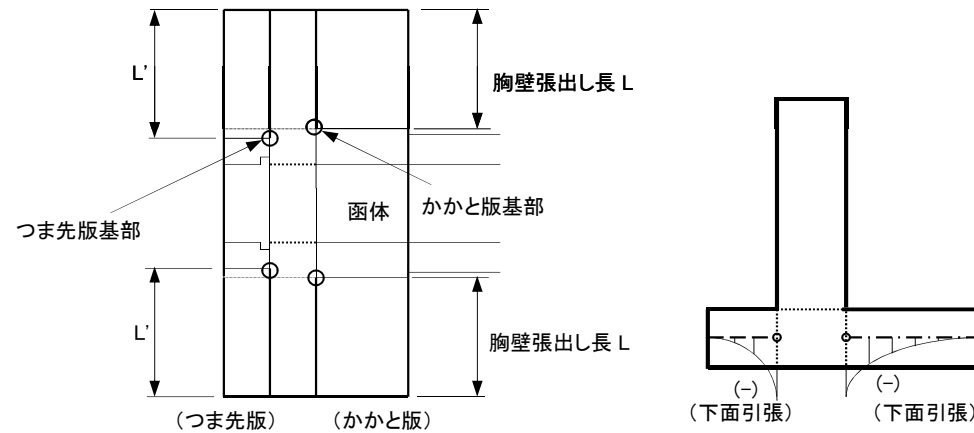 L’
胸壁張出し長 L
函体
かかと版基部
つま先版基部
L’
胸壁張出し長 L
（つま先版）
（かかと版）
(−)
（下面引張）
(−)
（下面引張）